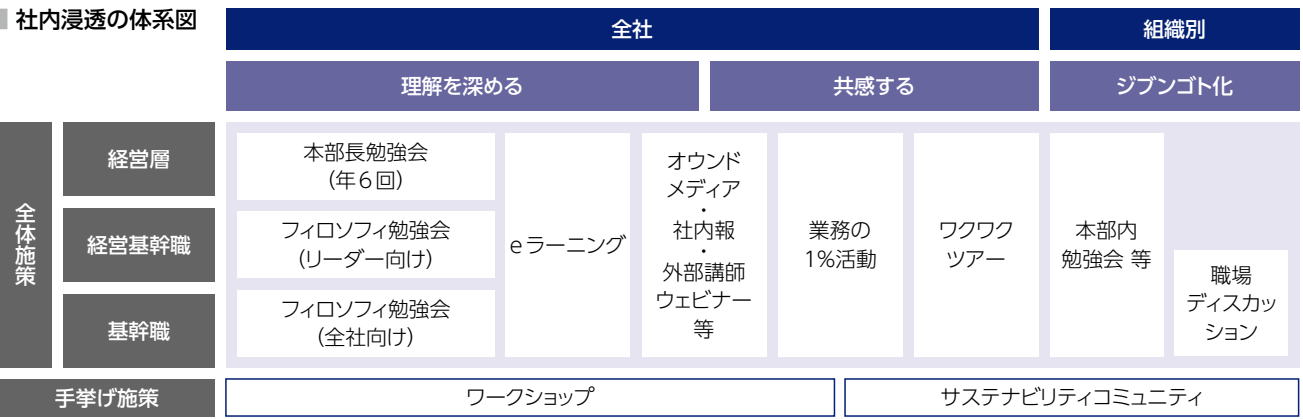 社内浸透の体系図
全社
組織別
理解を深める
共感する
ジブンゴト化
全体施策
経営層
経営基幹職
基幹職
本部長勉強会
(年6回)
フィロソフィ勉強会
(リーダー向け)
フィロソフィ勉強会
(全社向け)
eラーニング
オウンド
メディア
・
社内報
・
外部講師
ウェビナー
等
業務の
1%活動
ワクワク
ツアー
本部内
勉強会 等
職場
ディスカッ
ション
手挙げ施策
ワークショップ
サステナビリティコミュニティ